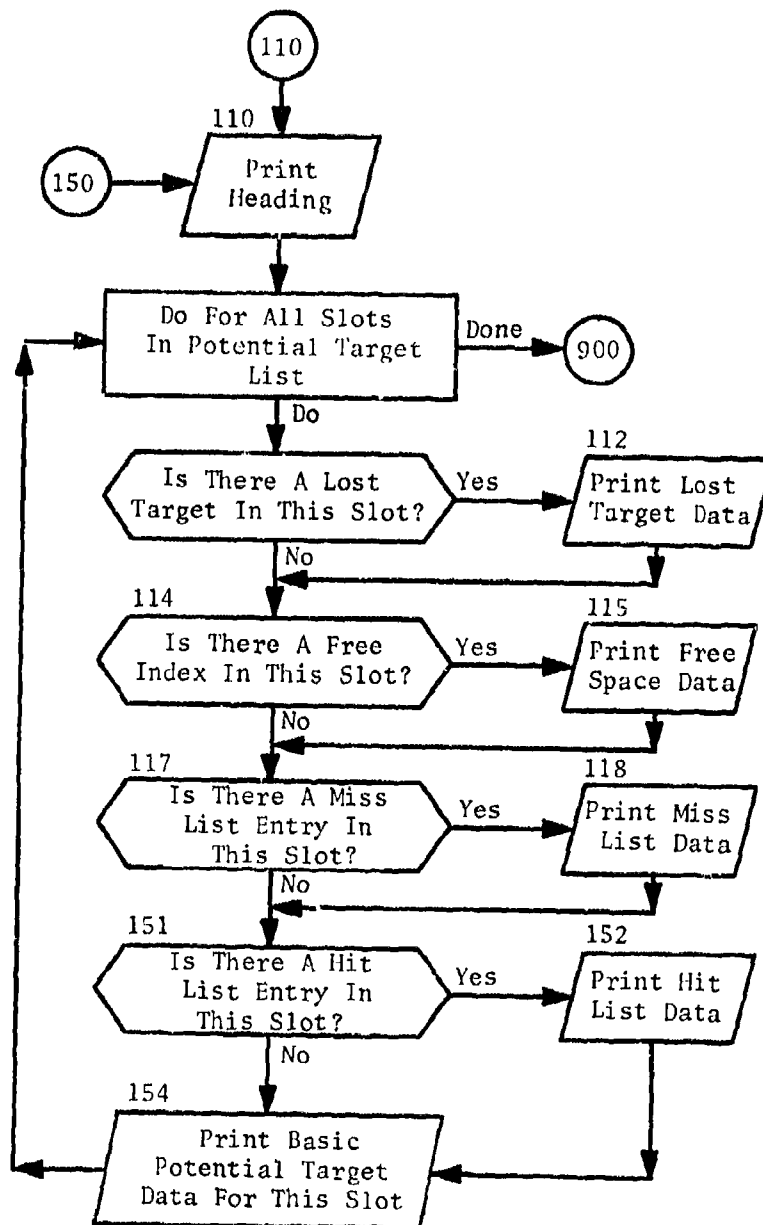 110
110
150
Print
Heading
Do For All Slots
In Potential Target
List
Done
900
Do
Is There A Lost
Target In This Slot?
Yes
112
Print Lost
Target Data
No
114
Is There A Free
Index In This Slot?
Yes
115
Print Free
Space Data
No
117
Is There A Miss
List Entry In
This Slot?
Yes
118
Print Miss
List Data
No
151
Is There A Hit
List Entry In
This Slot?
Yes
152
Print Hit
List Data
No
154
Print Basic
Potential Target
Data For This Slot